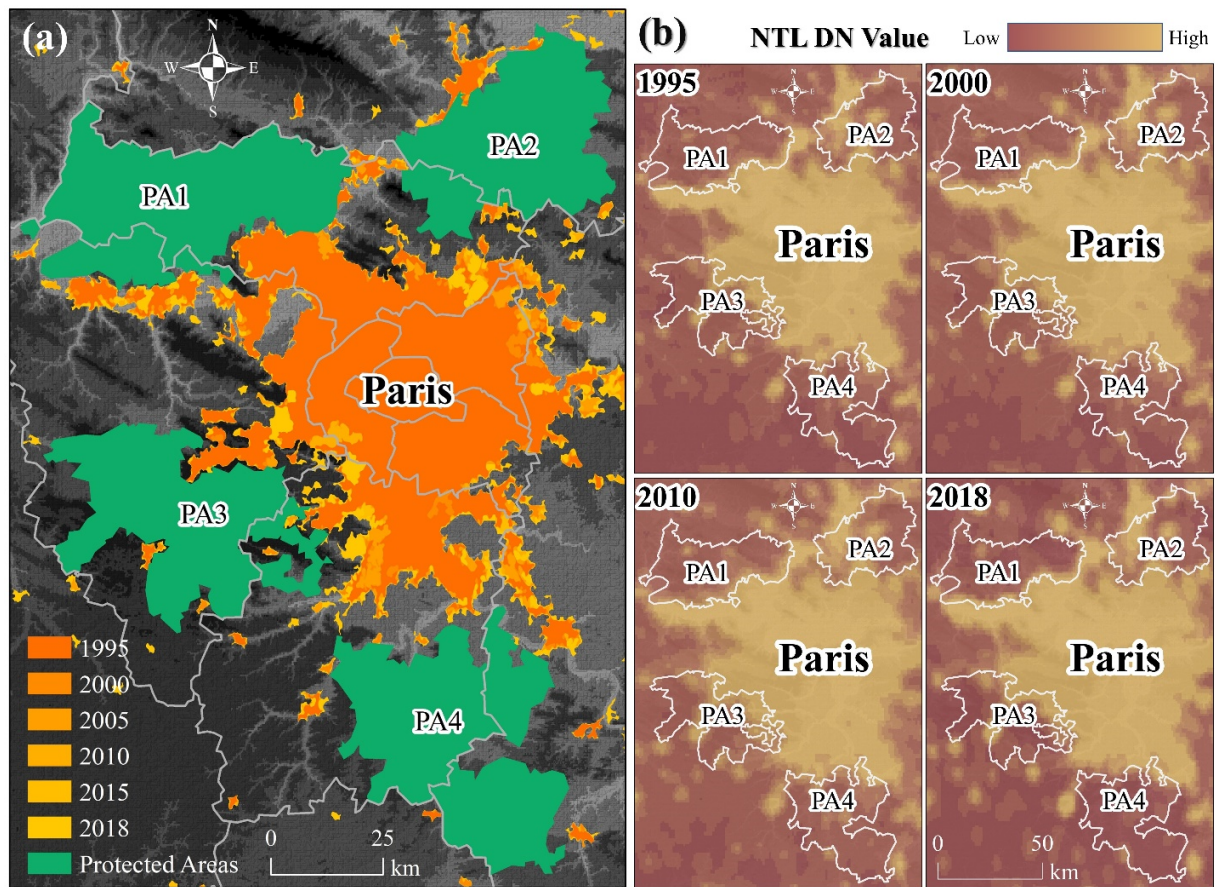 (a)
N
W E
S
PA1
PA2
Paris
PA3
PA4
1995
2000
2005
2010
2015
2018
Protected Areas
0 25
km
(b) NTL DN Value Low High
1995
N
W E
S
PA1
PA2
Paris
PA3
PA4
2000
N
W E
S
PA1
PA2
Paris
PA3
PA4
2010
N
W E
S
PA1
PA2
Paris
PA3
PA4
2018
N
W E
S
PA1
PA2
Paris
PA3
PA4
0 50
km